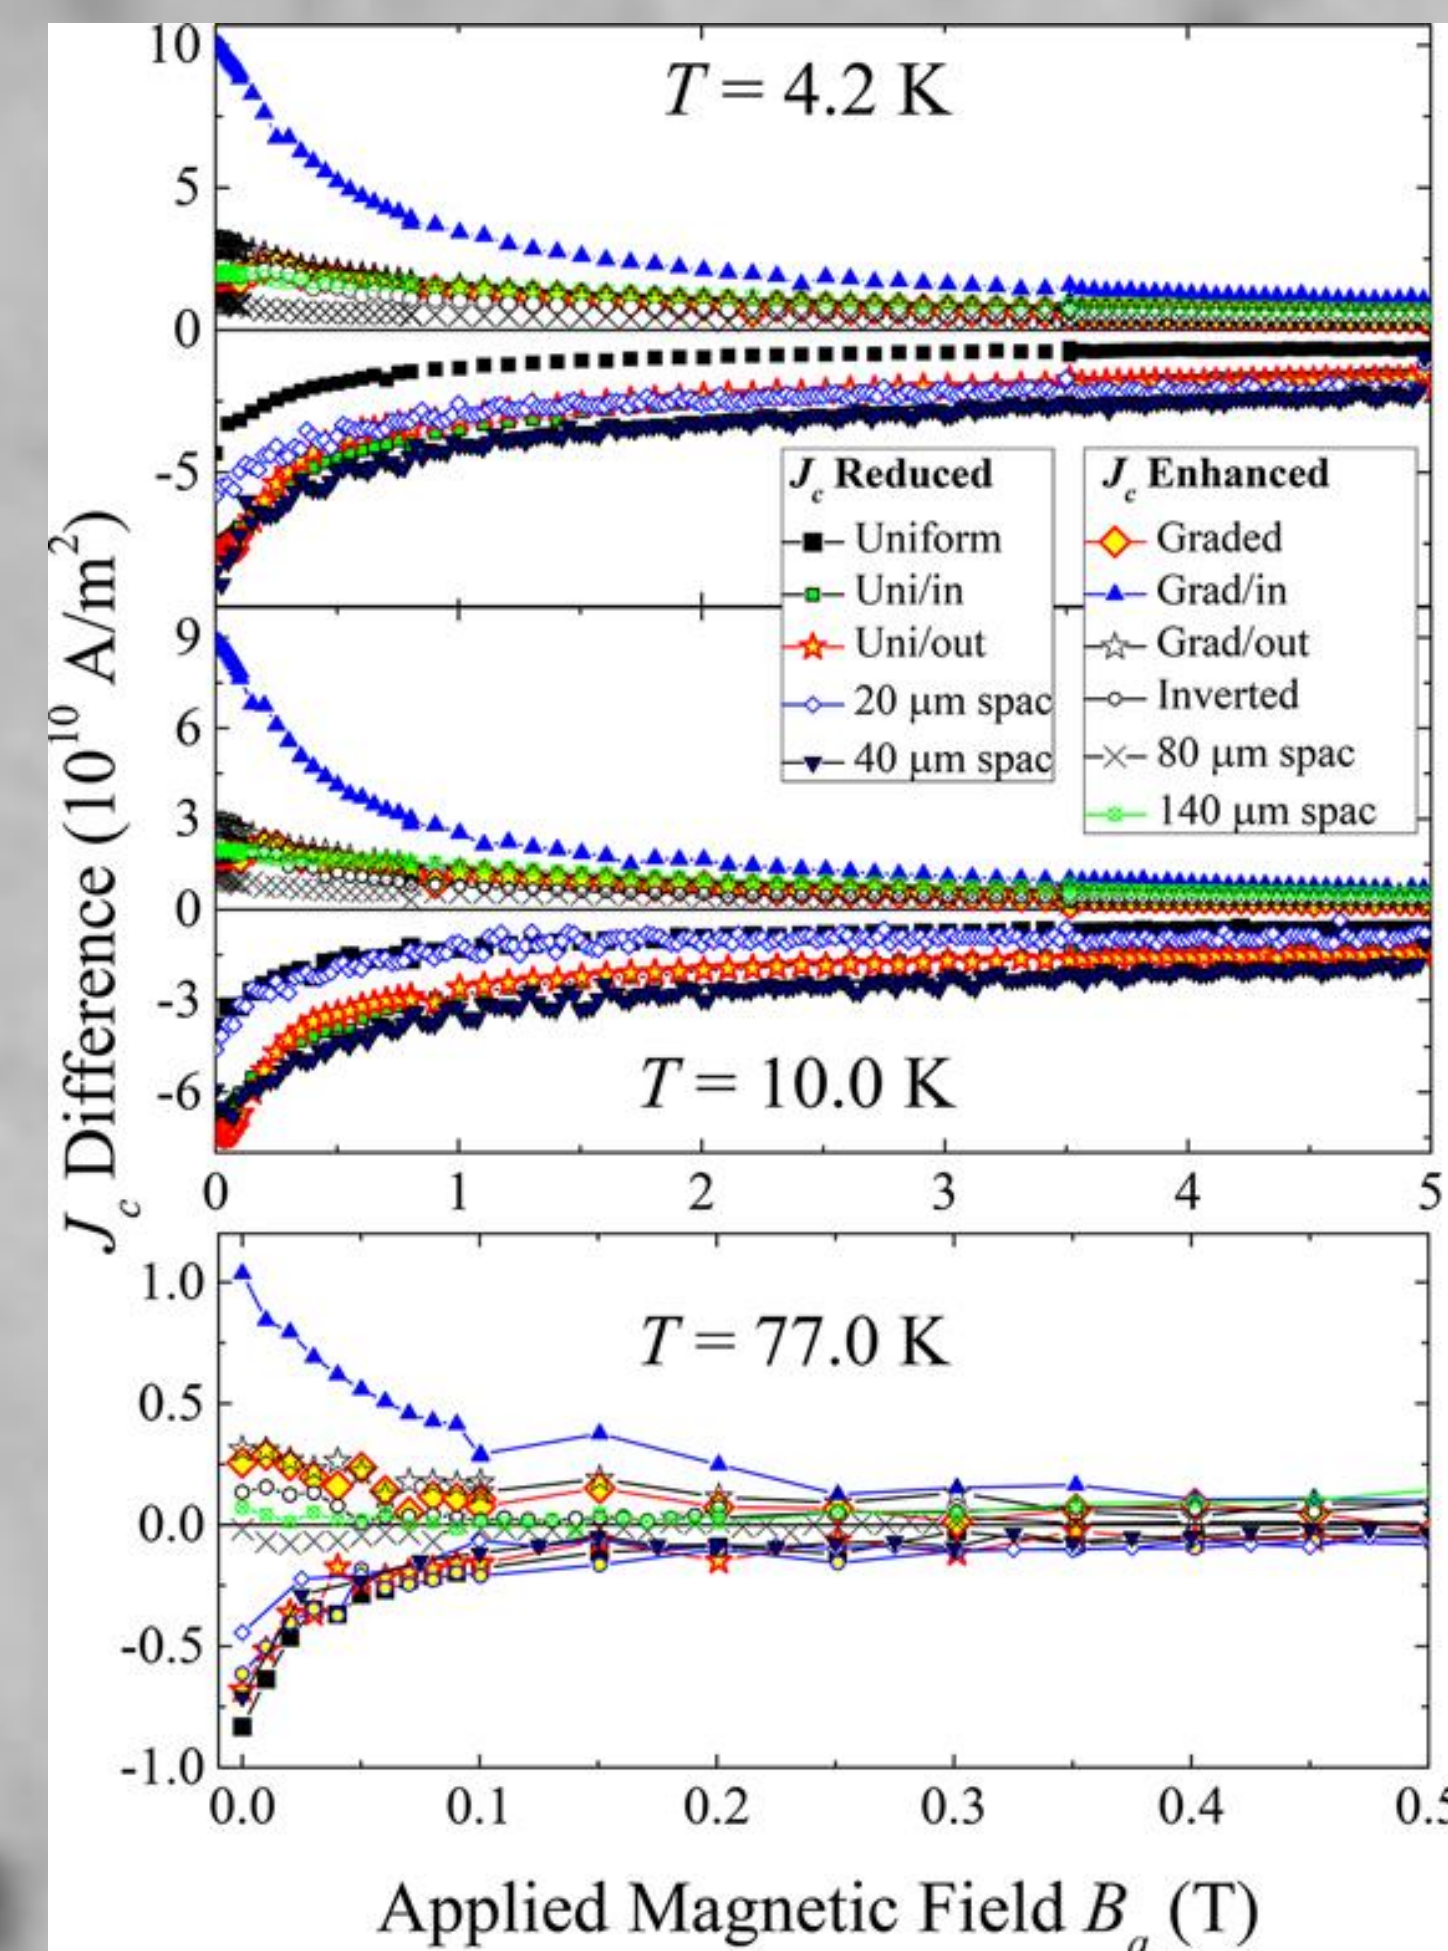 T = 4.2 K
10
5
0
-5
J_c Reduced
Uniform
Uni/in
Uni/out
20 μm spac
40 μm spac
J_c Enhanced
Graded
Grad/in
Grad/out
Inverted
80 μm spac
140 μm spac
J_c Difference (10^10 A/m^2)
9
6
3
0
-3
-6
T = 10.0 K
0 1 2 3 4 5
T = 77.0 K
1.0
0.5
0.0
-0.5
-1.0
0.0 0.1 0.2 0.3 0.4
Applied Magnetic Field B_a (T)